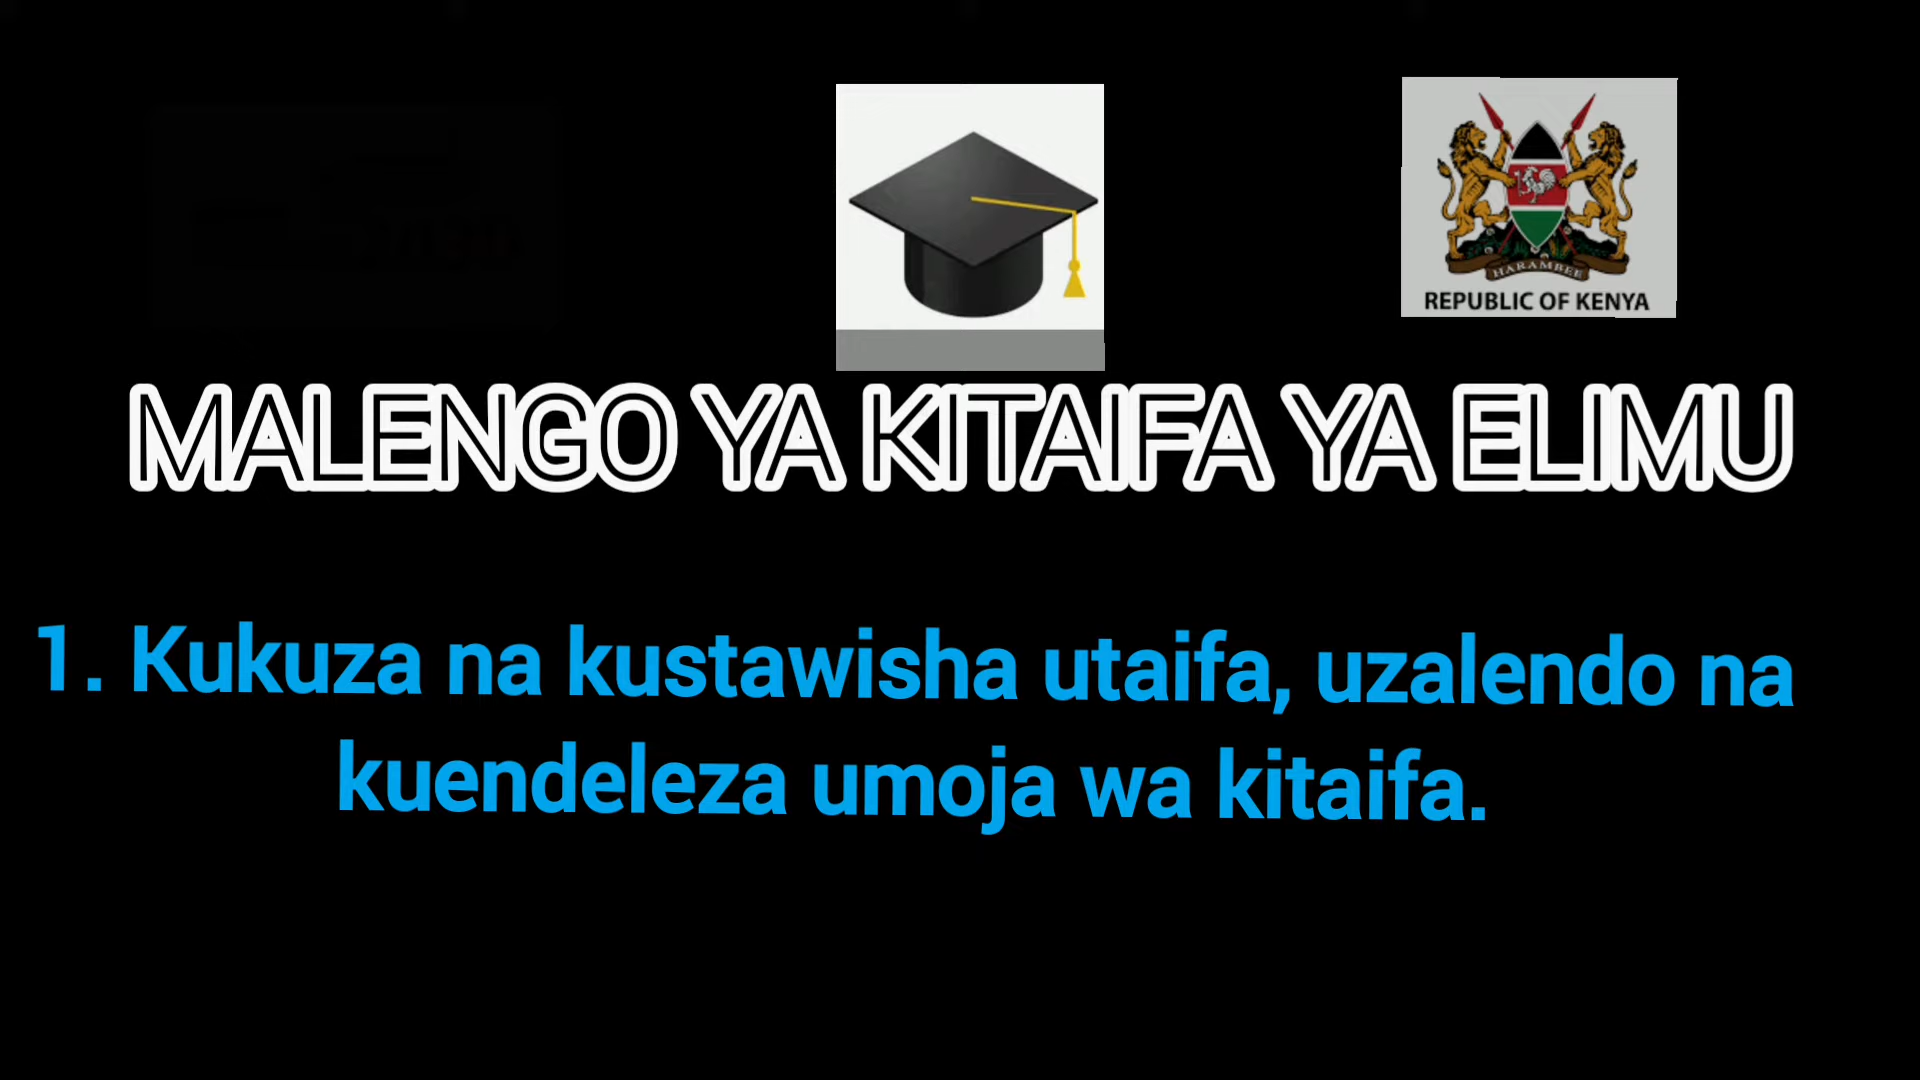 HARAMBEE
REPUBLIC OF KENYA
MALENGO YA KITAIFA YA ELIMU
1. Kukuza na kustawisha utaifa, uzalendo na
kuendeleza umoja wa kitaifa.